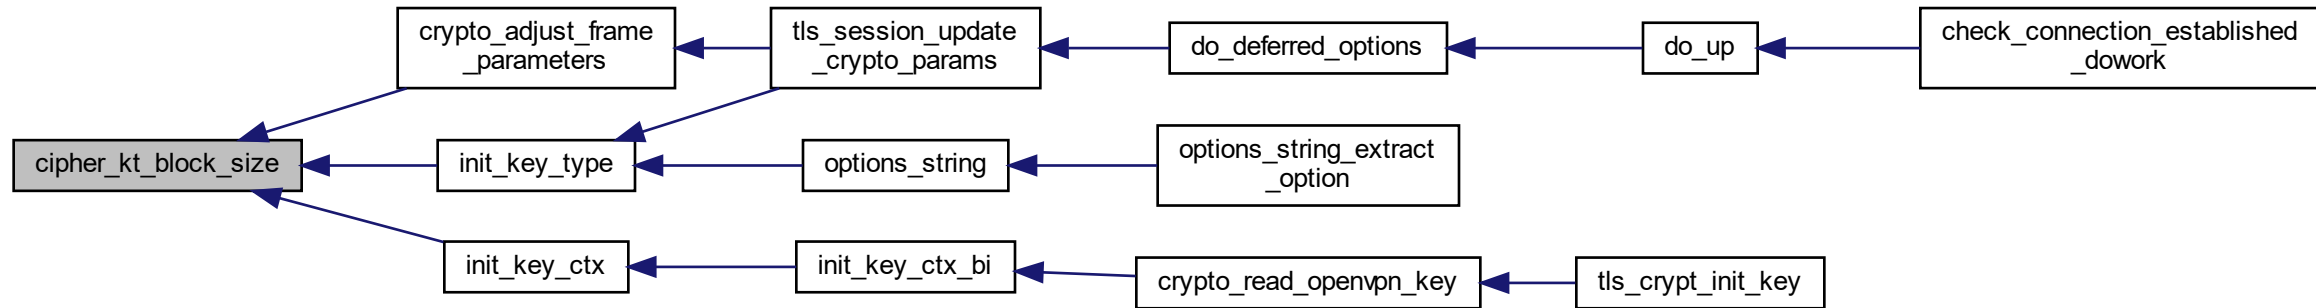 crypto_adjust_frame
_parameters
tls_session_update
_crypto_params
do_deferred_options
do_up
check_connection_established
_dowork
cipher_kt_block_size
init_key_type
options_string
options_string_extract
_option
init_key_ctx
init_key_ctx_bi
crypto_read_openvpn_key
tls_crypt_init_key